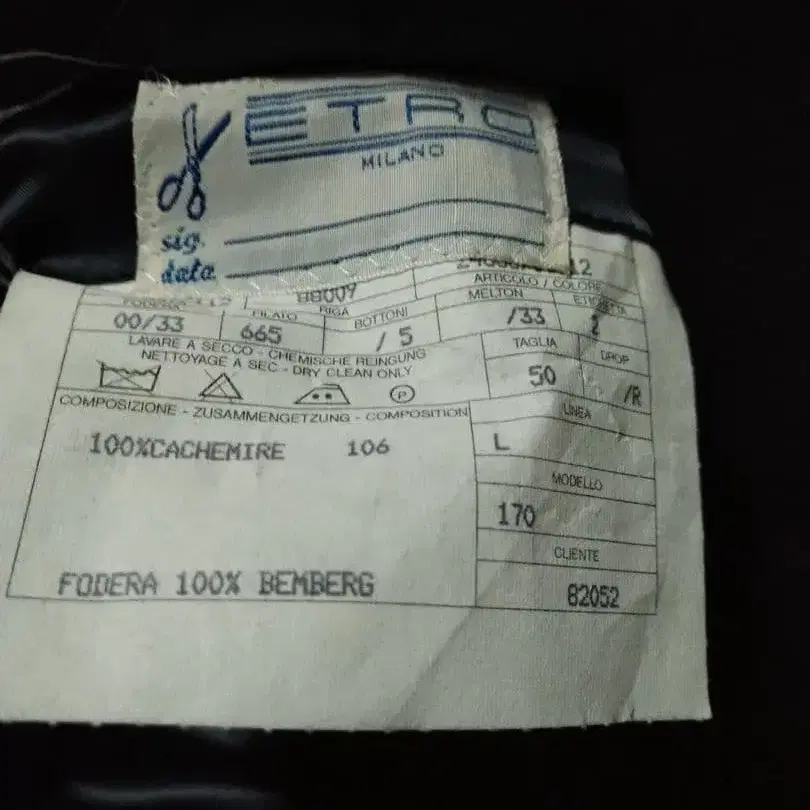 ETRO
MILANO
sig.
data
88009
12
ARTICOLO / COLORE
FILATO RIGA BOTTONI MELTON ETICHETTA
00/33 665 / 5 /33 2
LAVARE A SECCO - CHEMISCHE REINGUNG
NETTOYAGE A SEC - DRY CLEAN ONLY
TAGLIA DROP
50 /R
P
COMPOSIZIONE - ZUSAMMENGETZUNG - COMPOSITION
LINEA
100%CACHEMIRE 106
L
MODELLO
170
CLIENTE
FODERA 100% BEMBERG
82052